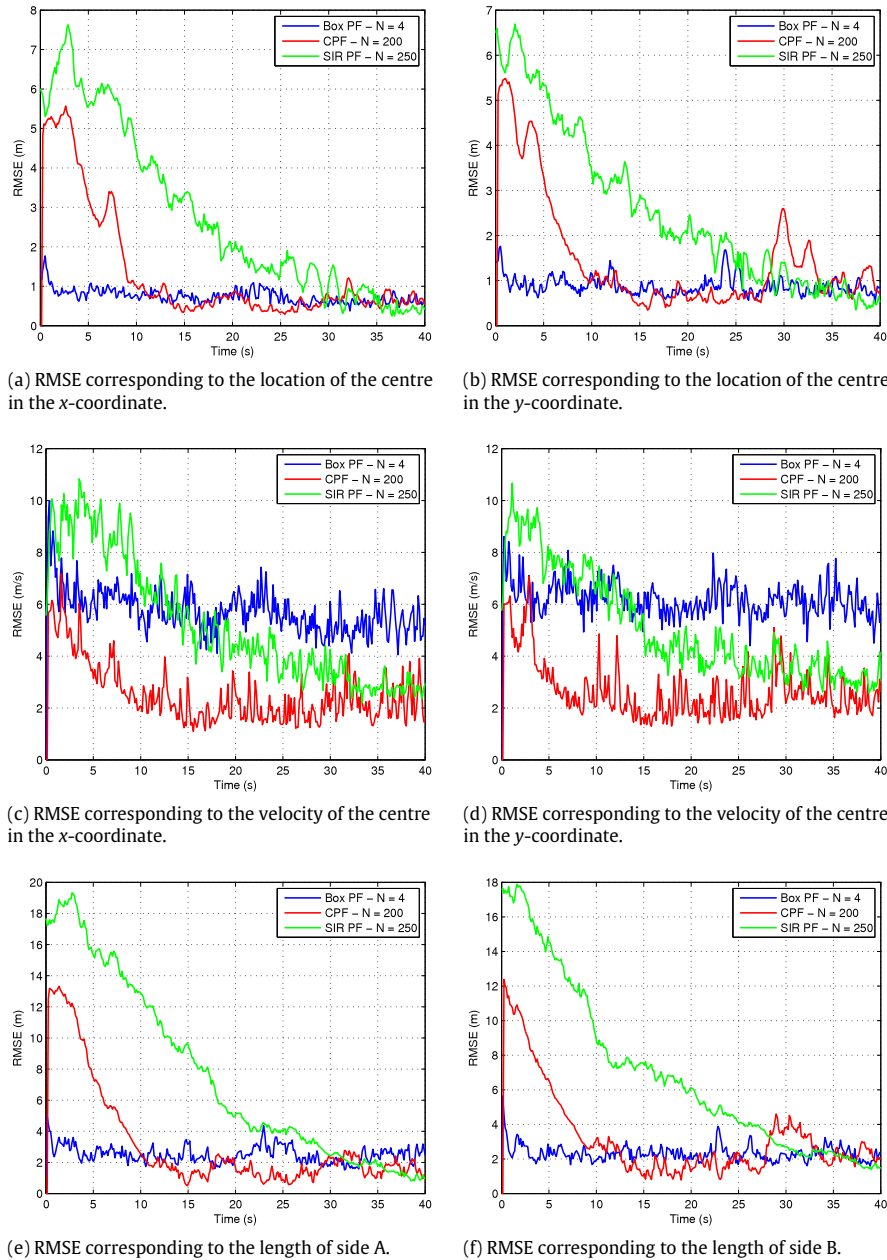 8
7
6
5
4
3
2
1
0
RMSE (m)
Box PF − N = 4
CPF − N = 200
SIR PF − N = 250
0 5 10 15 20 25 30 35 40
Time (s)
(a) RMSE corresponding to the location of the centre
in the x-coordinate.
7
6
5
4
3
2
1
0
RMSE (m)
Box PF − N = 4
CPF − N = 200
SIR PF − N = 250
0 5 10 15 20 25 30 35 40
Time (s)
(b) RMSE corresponding to the location of the centre
in the y-coordinate.
12
10
8
6
4
2
0
RMSE (m/s)
Box PF − N = 4
CPF − N = 200
SIR PF − N = 250
0 5 10 15 20 25 30 35 40
Time (s)
(c) RMSE corresponding to the velocity of the centre
in the x-coordinate.
12
10
8
6
4
2
0
RMSE (m/s)
Box PF − N = 4
CPF − N = 200
SIR PF − N = 250
0 5 10 15 20 25 30 35 40
Time (s)
(d) RMSE corresponding to the velocity of the centre
in the y-coordinate.
20
18
16
14
12
10
8
6
4
2
0
RMSE (m)
Box PF − N = 4
CPF − N = 200
SIR PF − N = 250
0 5 10 15 20 25 30 35 40
Time (s)
(e) RMSE corresponding to the length of side A.
18
16
14
12
10
8
6
4
2
0
RMSE (m)
Box PF − N = 4
CPF − N = 200
SIR PF − N = 250
0 5 10 15 20 25 30 35 40
Time (s)
(f) RMSE corresponding to the length of side B.